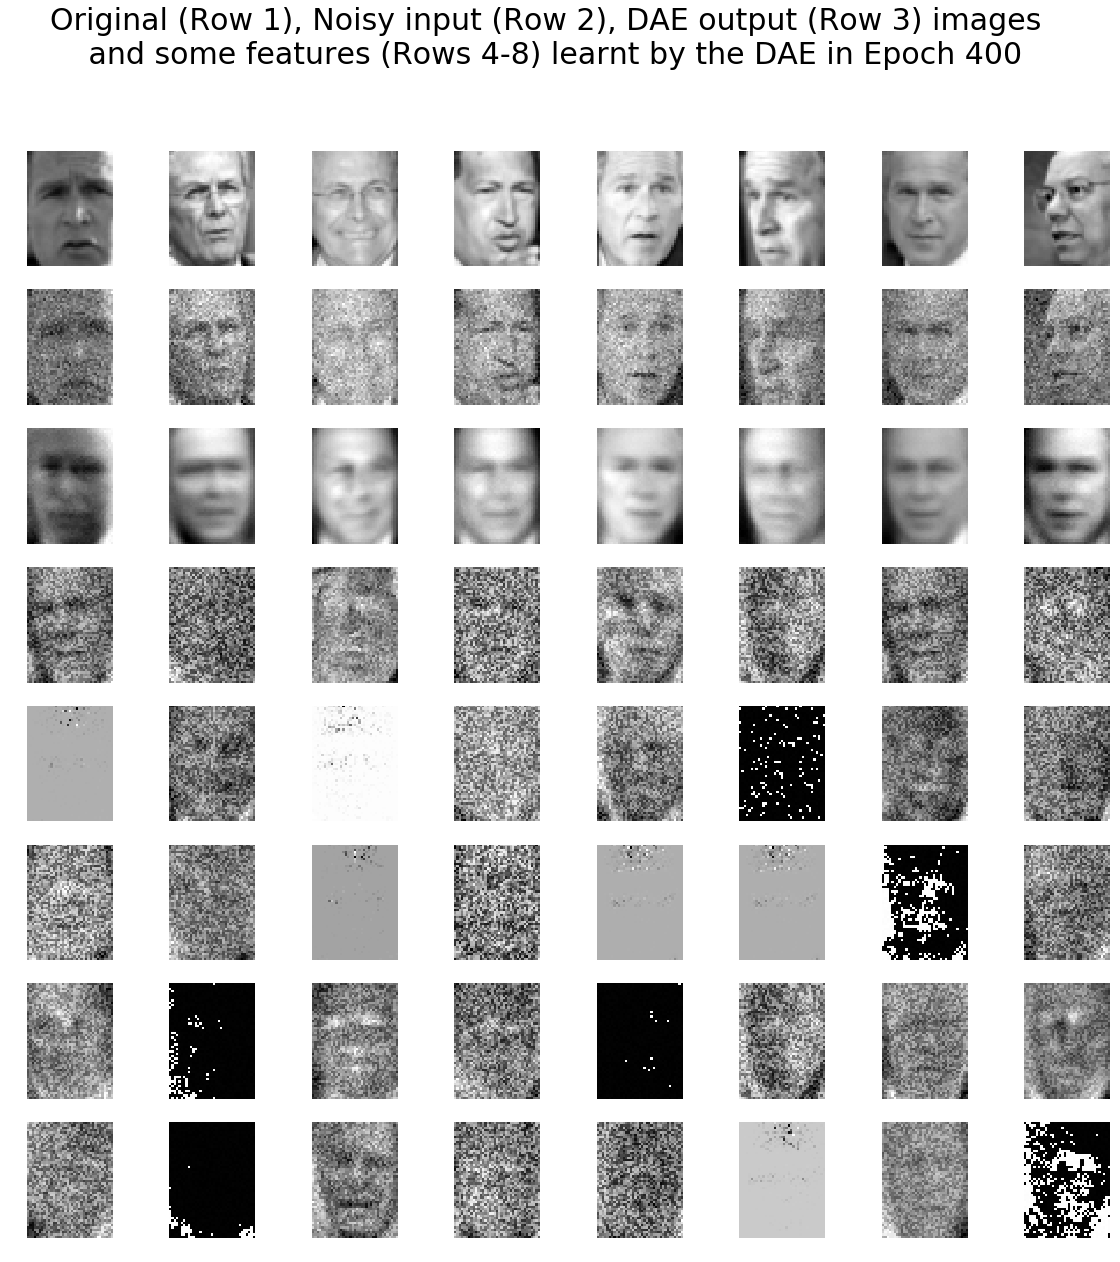 Original (Row 1), Noisy input (Row 2), DAE output (Row 3) images
and some features (Rows 4-8) learnt by the DAE in Epoch 400